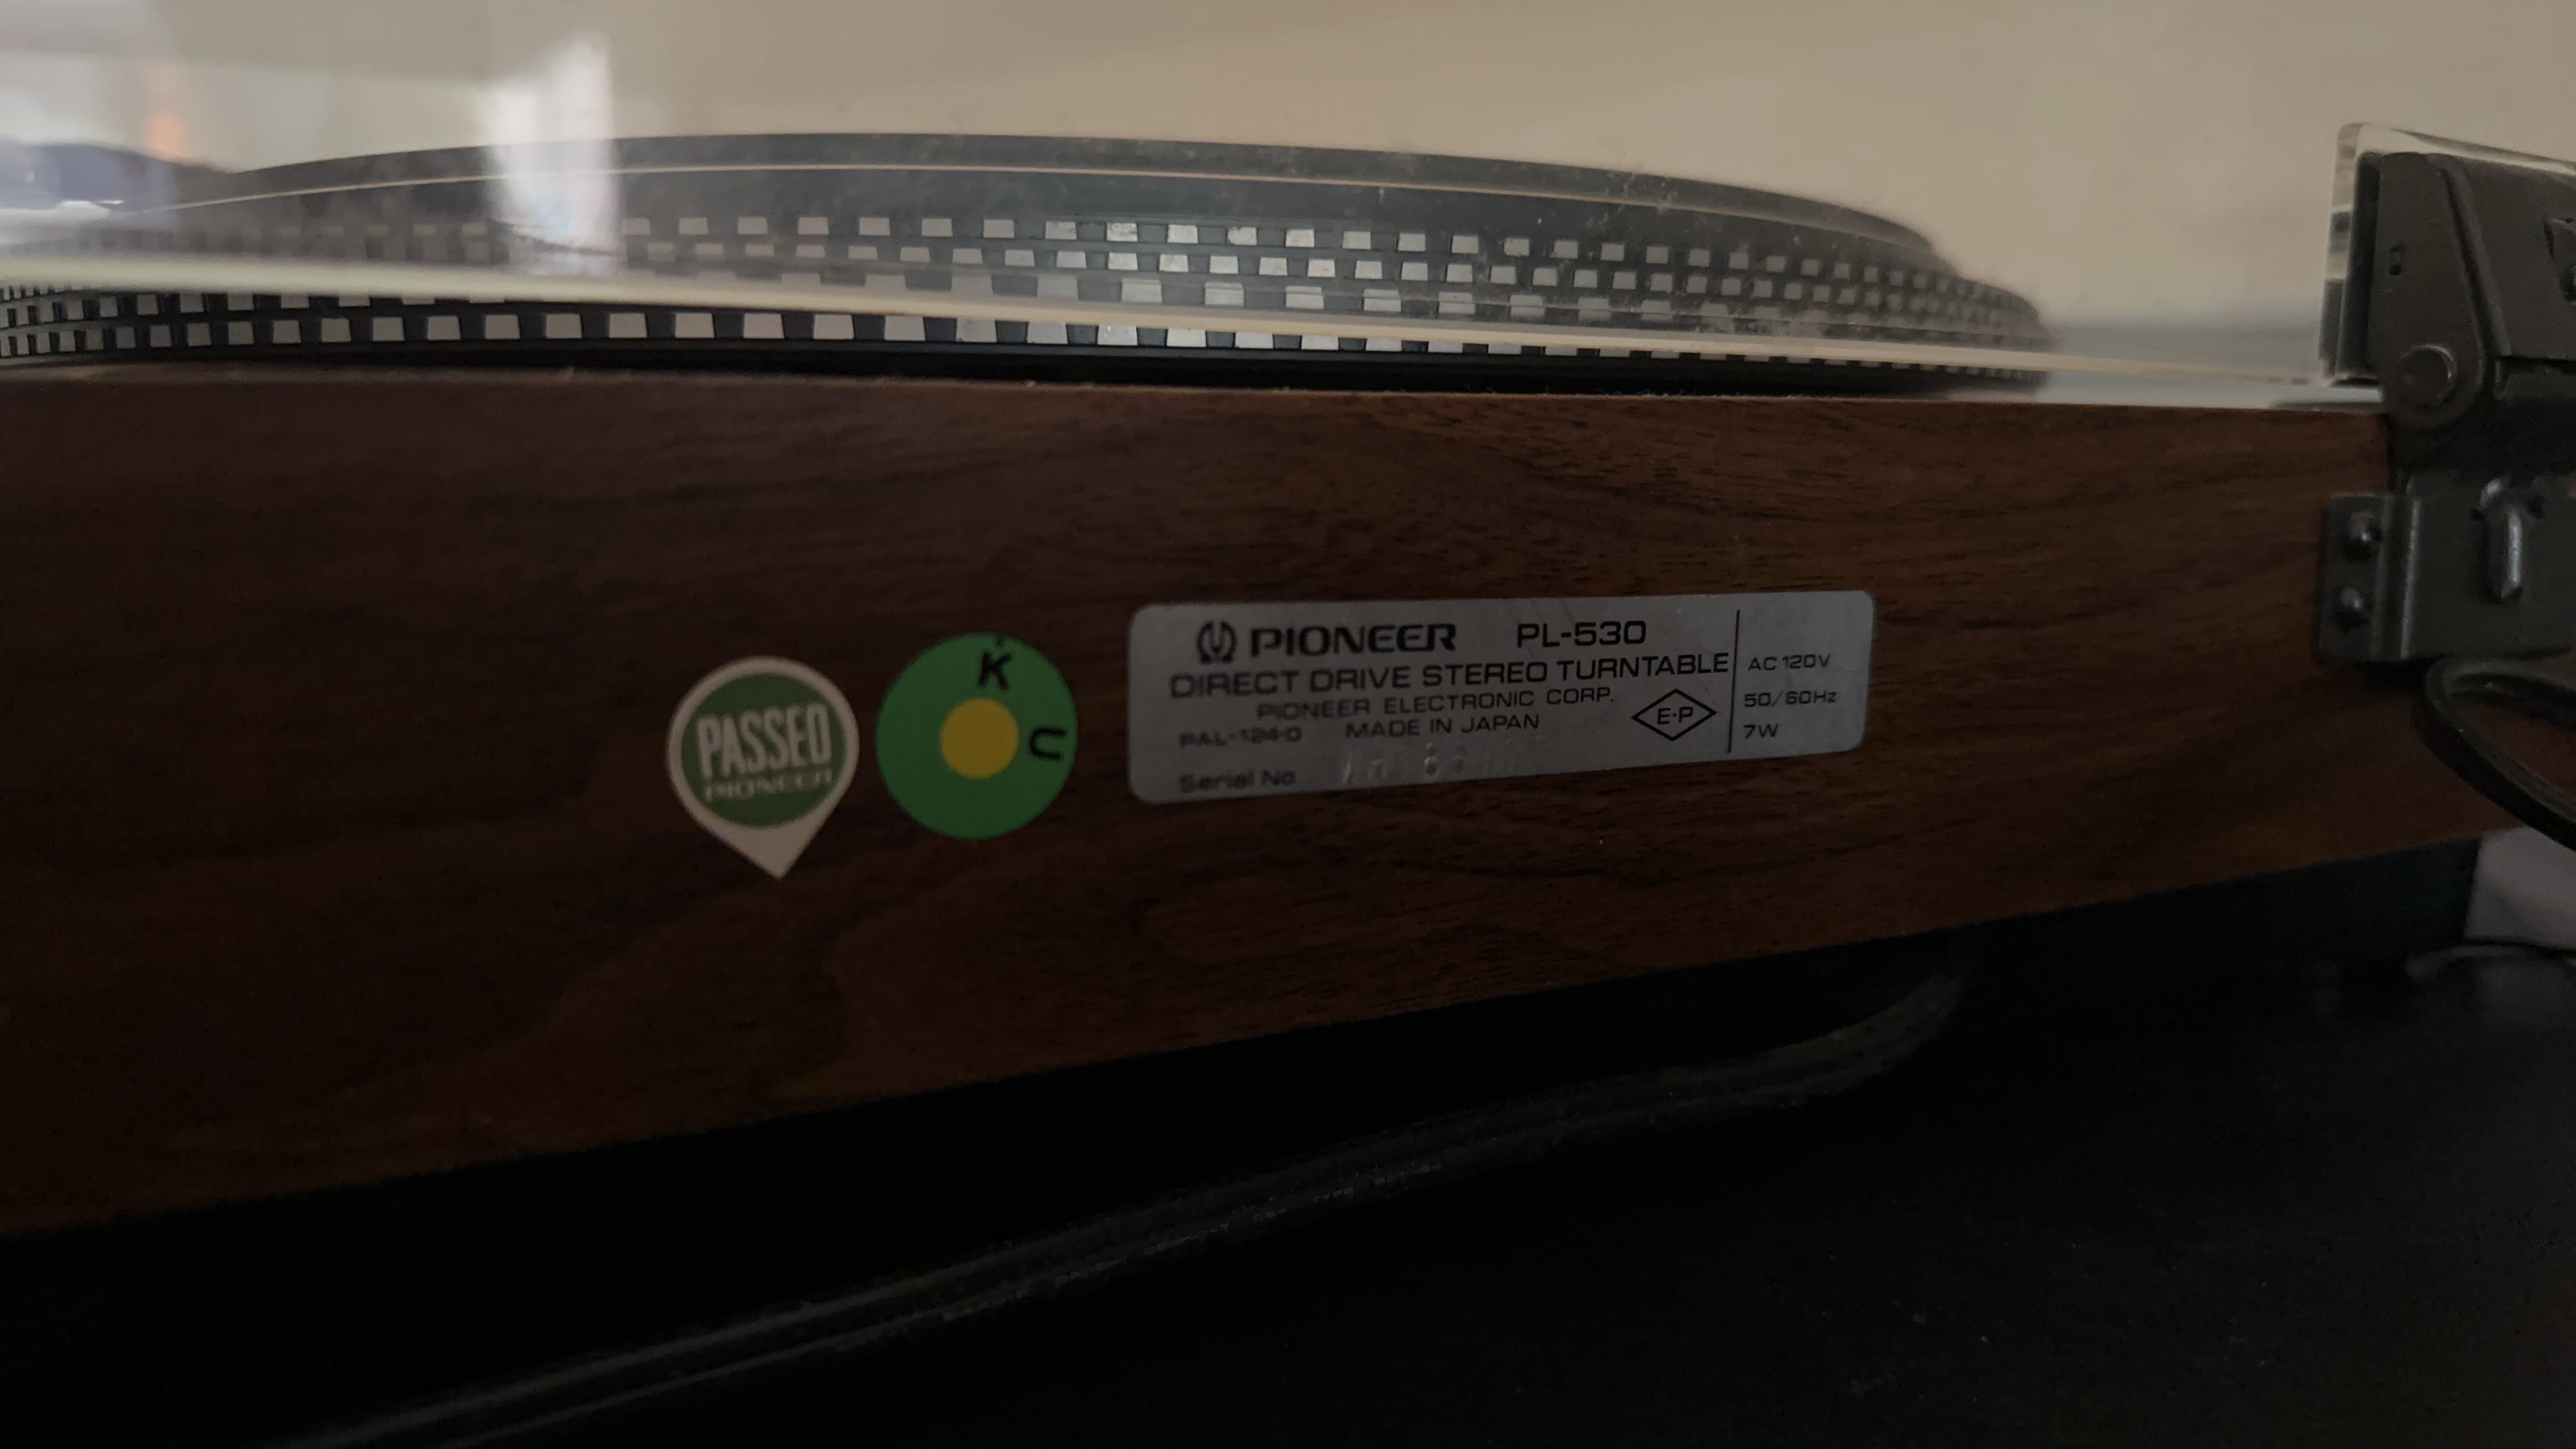 PASSED
PIONEER
K
U
PIONEER PL-530
DIRECT DRIVE STEREO TURNTABLE
PIONEER ELECTRONIC CORP.
PAL-124-0 MADE IN JAPAN
E·P
Serial No
AC 120V
50/60Hz
7W